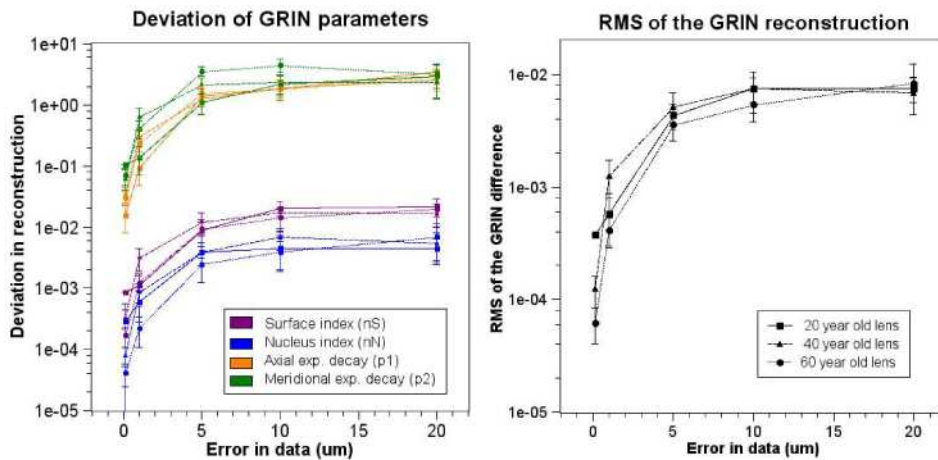 Deviation of GRIN parameters
1e+01
1e+00
1e-01
1e-02
1e-03
1e-04
1e-05
Deviation in reconstruction
Surface index (nS)
Nucleus index (nN)
Axial exp. decay (p1)
Meridional exp. decay (p2)
0 5 10 15 20
Error in data (um)
RMS of the GRIN reconstruction
1e-02
1e-03
1e-04
1e-05
RMS of the GRIN difference
20 year old lens
40 year old lens
60 year old lens
0 5 10 15 20
Error in data (um)